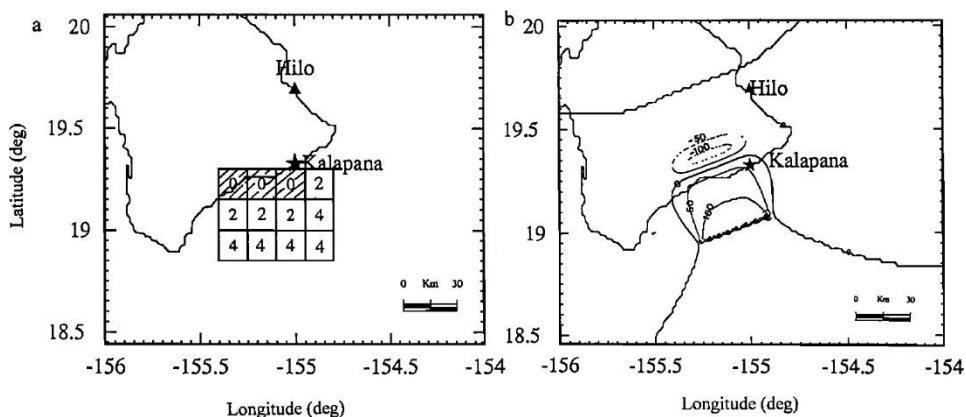 a
20
19.5
19
18.5
Latitude (deg)
Hilo
Kalapana
0 0 0 2
2 2 2 4
4 4 4 4
0 Km 30
-156 -155.5 -155 -154.5 -154
Longitude (deg)
b
20
19.5
19
18.5
Hilo
0
Kalapana
-50
-100
0
50
100
0
0 Km 30
-156 -155.5 -155 -154.5 -154
Longitude (deg)